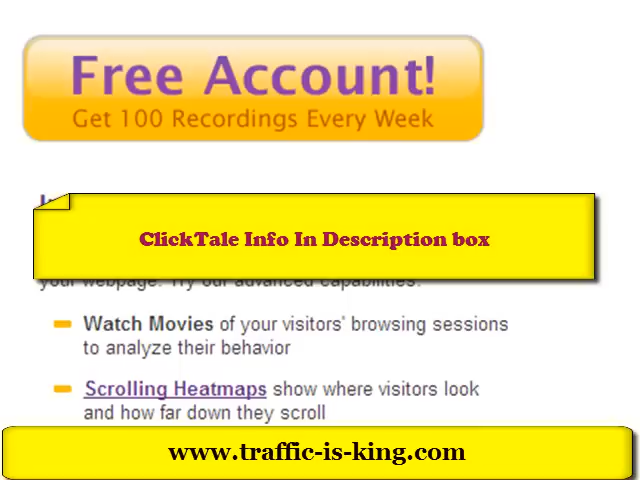 Free Account!
Get 100 Recordings Every Week
ClickTale Info In Description box
your webpage. Try our advanced capabilities:
Watch Movies of your visitors' browsing sessions
to analyze their behavior
Scrolling Heatmaps show where visitors look
and how far down they scroll
www.traffic-is-king.com